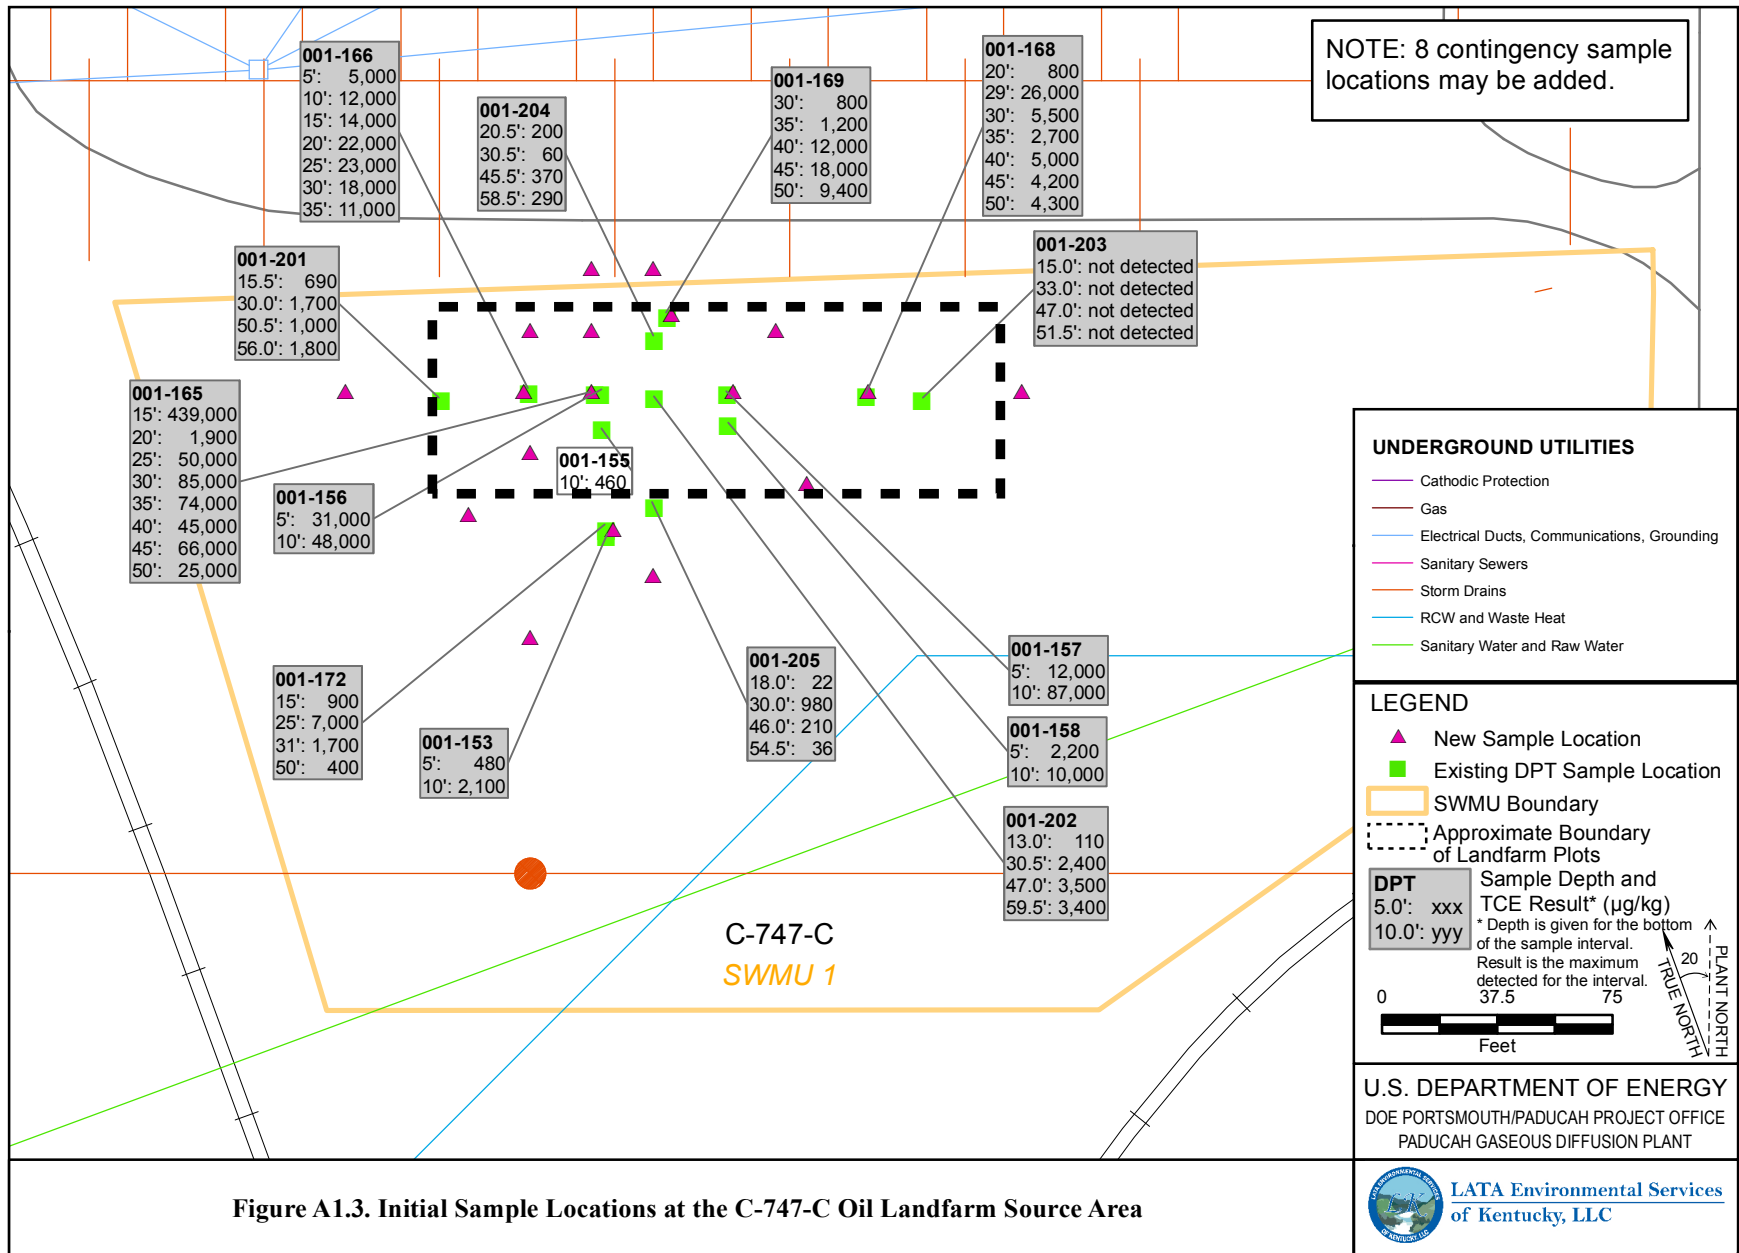 NOTE: 8 contingency sample
locations may be added.
001-166
5': 5,000
10': 12,000
15': 14,000
20': 22,000
25': 23,000
30': 18,000
35': 11,000
001-204
20.5': 200
30.5': 60
45.5': 370
58.5': 290
001-169
30': 800
35': 1,200
40': 12,000
45': 18,000
50': 9,400
001-168
20': 800
29': 26,000
30': 5,500
35': 2,700
40': 5,000
45': 4,200
50': 4,300
001-203
15.0': not detected
33.0': not detected
47.0': not detected
51.5': not detected
001-201
15.5': 690
30.0': 1,700
50.5': 1,000
56.0': 1,800
001-165
15': 439,000
20': 1,900
25': 50,000
30': 85,000
35': 74,000
40': 45,000
45': 66,000
50': 25,000
001-156
5': 31,000
10': 48,000
001-155
10': 460
001-172
15': 900
25': 7,000
31': 1,700
50': 400
001-153
5': 480
10': 2,100
001-205
18.0': 22
30.0': 980
46.0': 210
54.5': 36
001-157
5': 12,000
10': 87,000
001-158
5': 2,200
10': 10,000
001-202
13.0': 110
30.5': 2,400
47.0': 3,500
59.5': 3,400
C-747-C
SWMU 1
UNDERGROUND UTILITIES
Cathodic Protection
Gas
Electrical Ducts, Communications, Grounding
Sanitary Sewers
Storm Drains
RCW and Waste Heat
Sanitary Water and Raw Water
LEGEND
New Sample Location
Existing DPT Sample Location
SWMU Boundary
Approximate Boundary
of Landfarm Plots
DPT
5.0': xxx
10.0': yyy
Sample Depth and
TCE Result* (µg/kg)
* Depth is given for the bottom
of the sample interval.
Result is the maximum
detected for the interval.
0 37.5 75
Feet
20
TRUE NORTH
PLANT NORTH
U.S. DEPARTMENT OF ENERGY
DOE PORTSMOUTH/PADUCAH PROJECT OFFICE
PADUCAH GASEOUS DIFFUSION PLANT
LATA ENVIRONMENTAL SERVICES
OF KENTUCKY, LLC
LATA Environmental Services
of Kentucky, LLC
Figure A1.3. Initial Sample Locations at the C-747-C Oil Landfarm Source Area